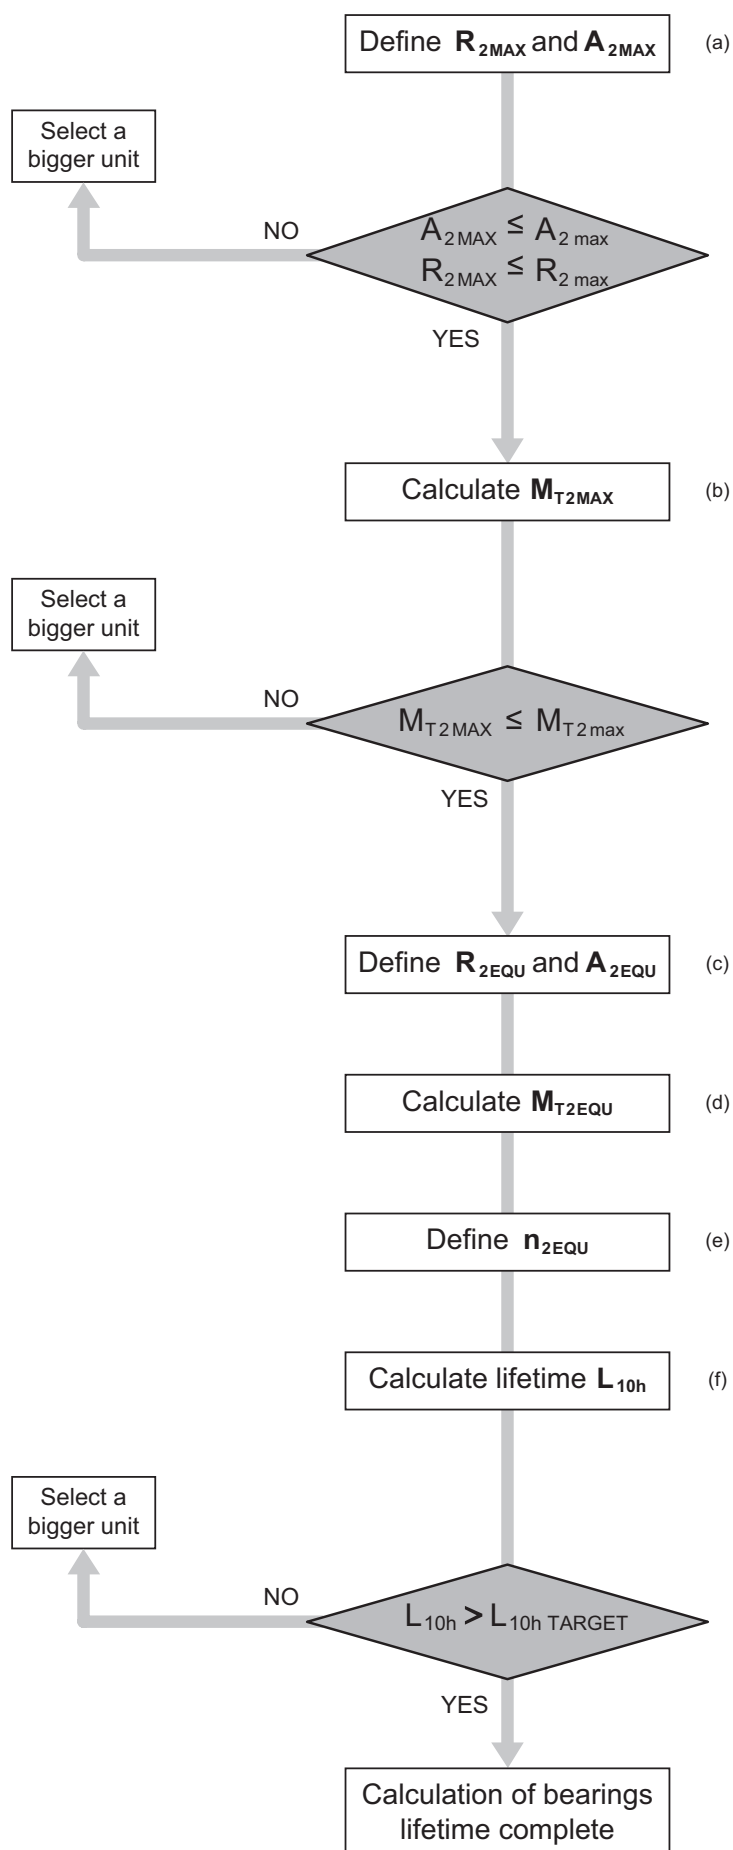 Define R2MAX and A2MAX (a)
Select a
bigger unit
NO
A2MAX ≤ A2 max
R2MAX ≤ R2 max
YES
Calculate MT2MAX (b)
Select a
bigger unit
NO
MT2MAX ≤ MT2max
YES
Define R2EQU and A2EQU (c)
Calculate MT2EQU (d)
Define n2EQU (e)
Calculate lifetime L10h (f)
Select a
bigger unit
NO
L10h > L10h TARGET
YES
Calculation of bearings
lifetime complete